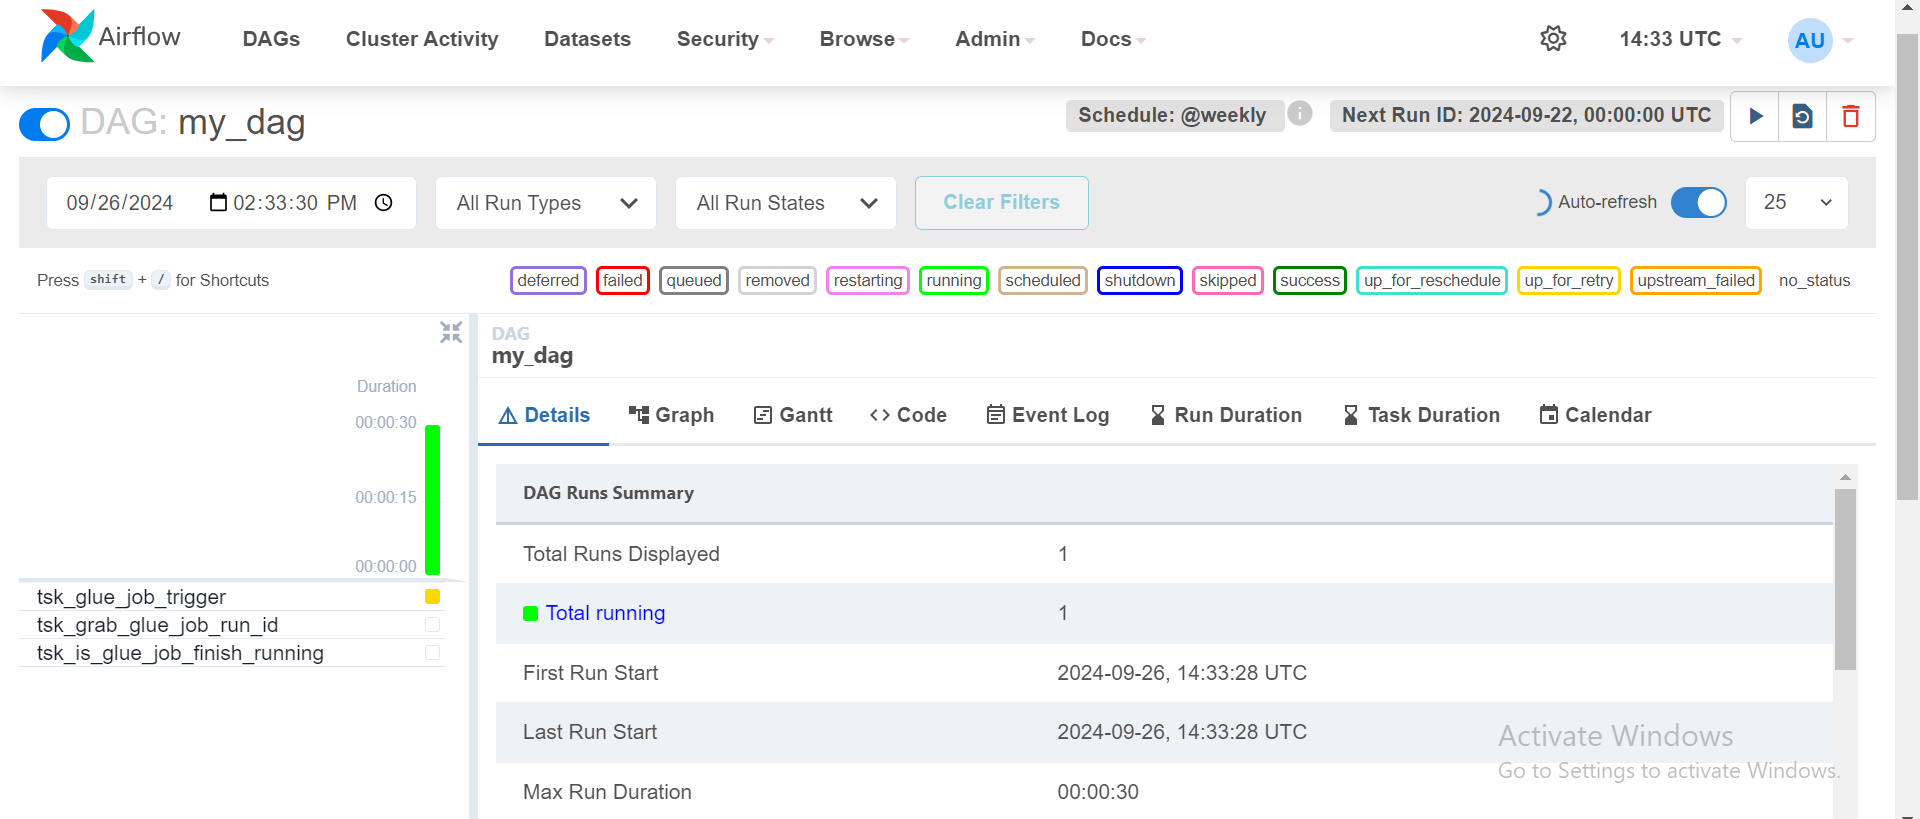 Airflow DAGs Cluster Activity Datasets Security Browse Admin Docs 14:33 UTC AU
DAG: my_dag Schedule: @weekly i Next Run ID: 2024-09-22, 00:00:00 UTC
09/26/2024 02:33:30 PM All Run Types All Run States Clear Filters Auto-refresh 25
Press shift + / for Shortcuts deferred failed queued removed restarting running scheduled shutdown skipped success up_for_reschedule up_for_retry upstream_failed no_status
DAG
my_dag
Duration
00:00:30
00:00:15
00:00:00
tsk_glue_job_trigger
tsk_grab_glue_job_run_id
tsk_is_glue_job_finish_running
Details Graph Gantt Code Event Log Run Duration Task Duration Calendar
DAG Runs Summary
Total Runs Displayed 1
Total running 1
First Run Start 2024-09-26, 14:33:28 UTC
Last Run Start 2024-09-26, 14:33:28 UTC
Max Run Duration 00:00:30
Activate Windows
Go to Settings to activate Windows.